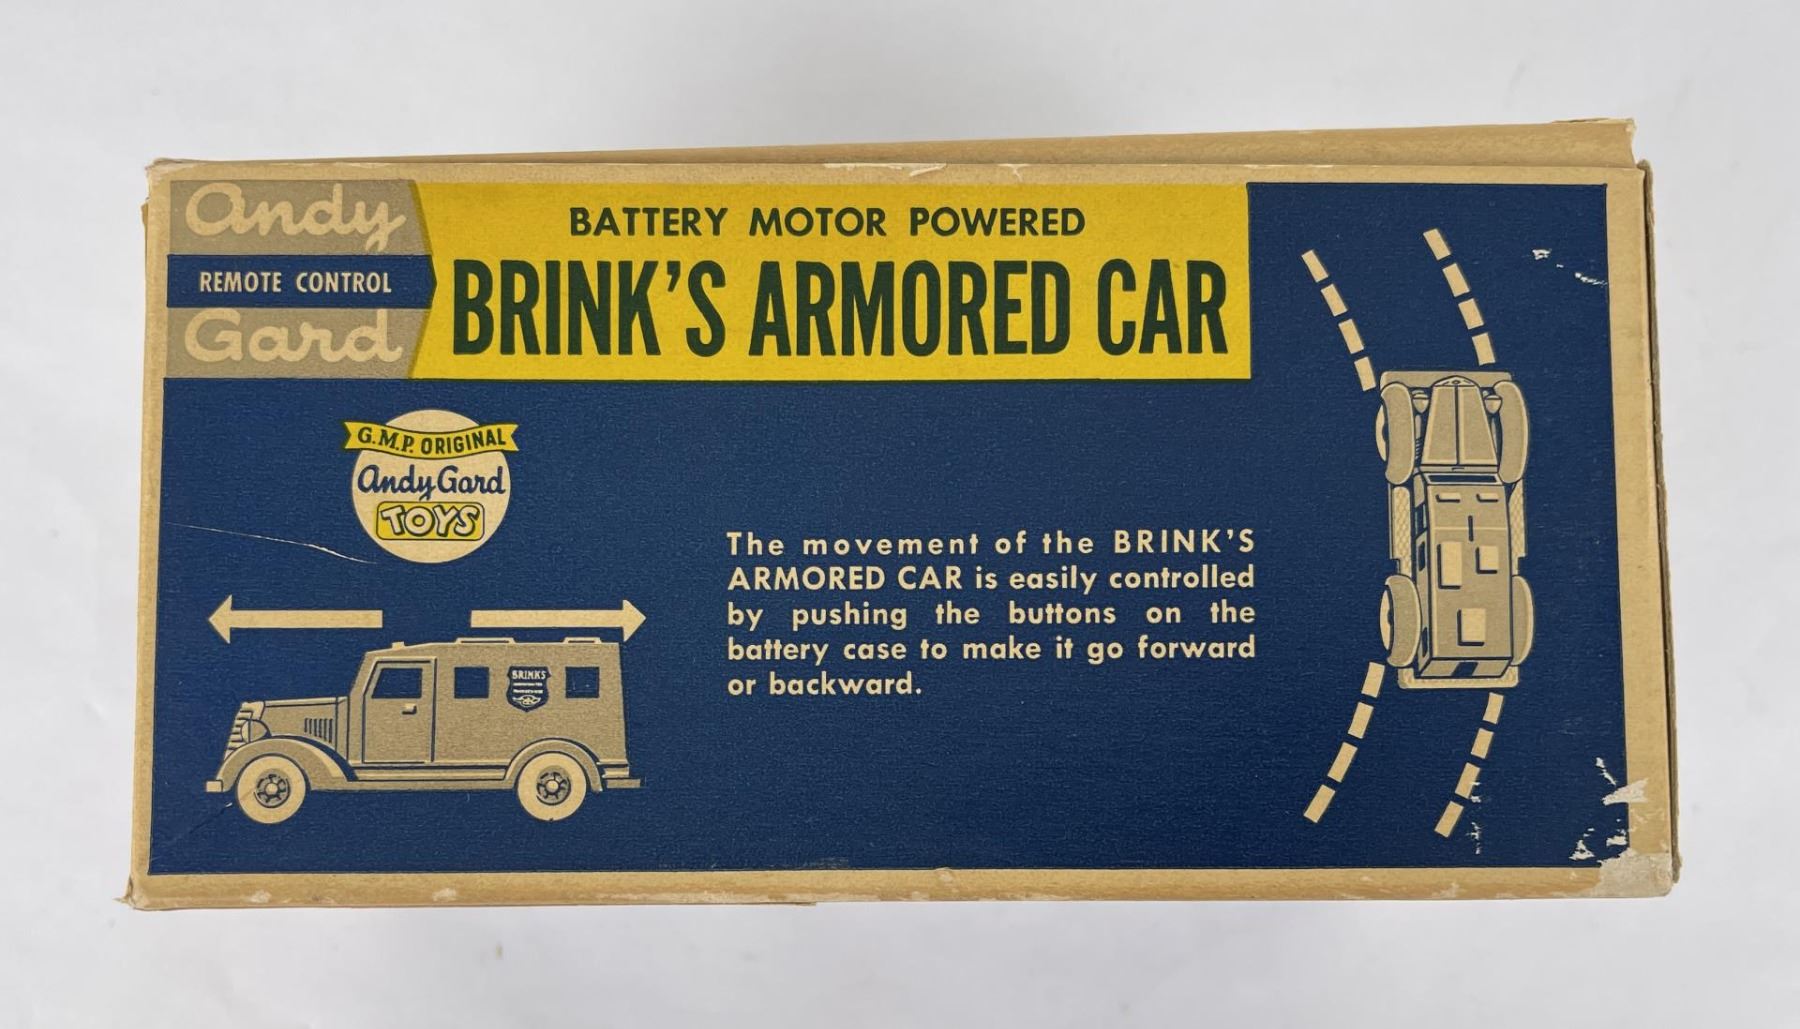 Andy
REMOTE CONTROL
Gard
BATTERY MOTOR POWERED
BRINK'S ARMORED CAR
G.M.P. ORIGINAL
Andy Gard
TOYS
The movement of the BRINK'S
ARMORED CAR is easily controlled
by pushing the buttons on the
battery case to make it go forward
or backward.
BRINK'S